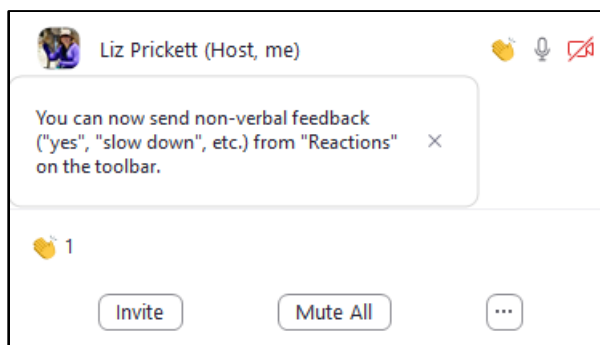 Liz Prickett (Host, me)
You can now send non-verbal feedback
("yes", "slow down", etc.) from "Reactions"
on the toolbar.
1
Invite
Mute All